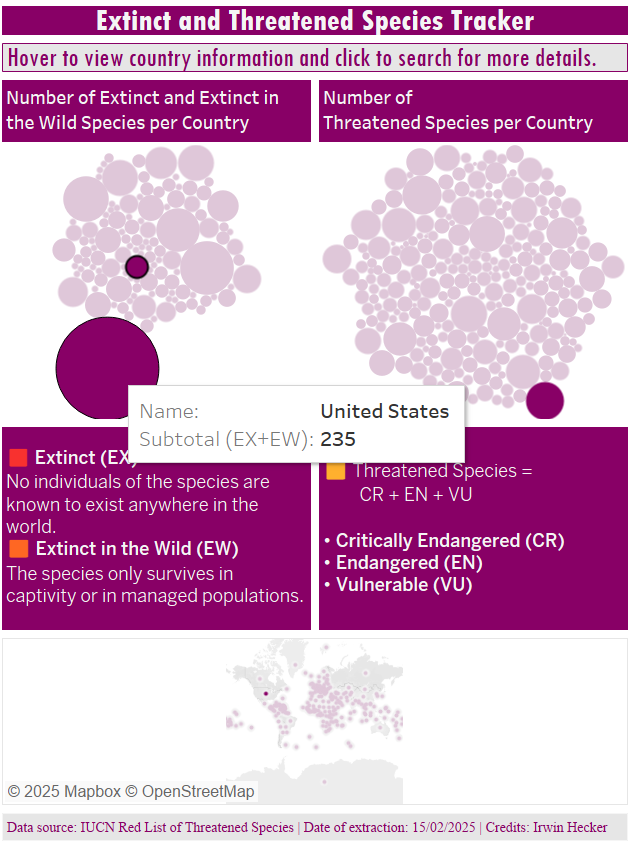 Extinct and Threatened Species Tracker
Hover to view country information and click to search for more details.
Number of Extinct and Extinct in
the Wild Species per Country
Number of
Threatened Species per Country
Name: United States
Subtotal (EX+EW): 235
Extinct (EX)
No individuals of the species are
known to exist anywhere in the
world.
Extinct in the Wild (EW)
The species only survives in
captivity or in managed populations.
Threatened Species =
CR + EN + VU
• Critically Endangered (CR)
• Endangered (EN)
• Vulnerable (VU)
© 2025 Mapbox © OpenStreetMap
Data source: IUCN Red List of Threatened Species | Date of extraction: 15/02/2025 | Credits: Irwin Hecker